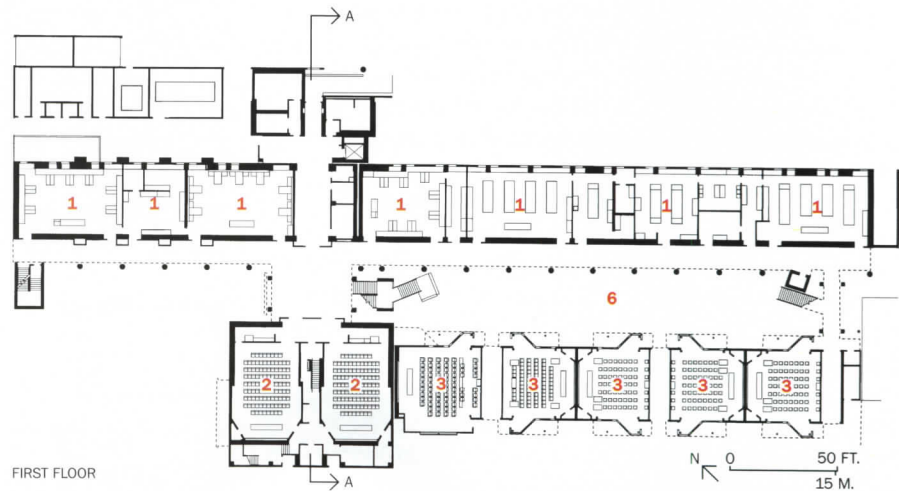 A
1 1 1 1 1 1 1
6
2 2 3 3 3 3 3
FIRST FLOOR
A
N 0 50 FT.
15 M.